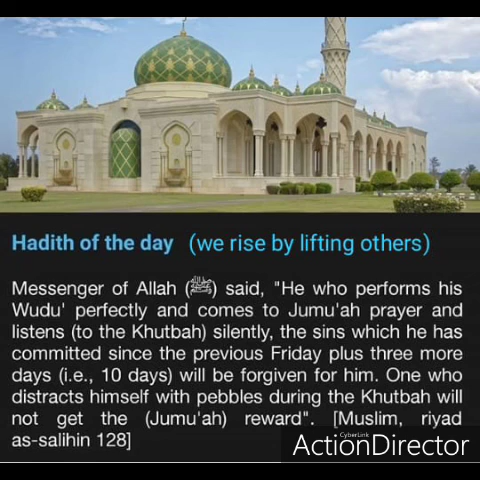 Hadith of the day (we rise by lifting others)
Messenger of Allah (ﷺ) said, "He who performs his
Wudu' perfectly and comes to Jumu'ah prayer and
listens (to the Khutbah) silently, the sins which he has
committed since the previous Friday plus three more
days (i.e., 10 days) will be forgiven for him. One who
distracts himself with pebbles during the Khutbah will
not get the (Jumu'ah) reward". [Muslim, riyad
as-salihin 128]
CyberLink
ActionDirector